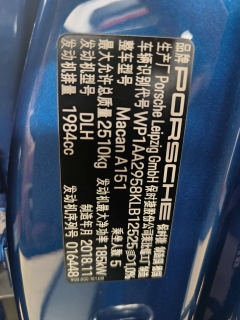 品牌 PORSCHE 保时捷
生产厂 Porsche Leipzig GmbH
车辆识别代号 WP1AA2958KLB12525
整车型号 Macan A151 乘坐人数 5
最大允许总质量 2510kg 制造年月 2018.11
发动机型号 DLH 发动机最大净功率 185kW
发动机排量 1984cc 发动机序列号 016448